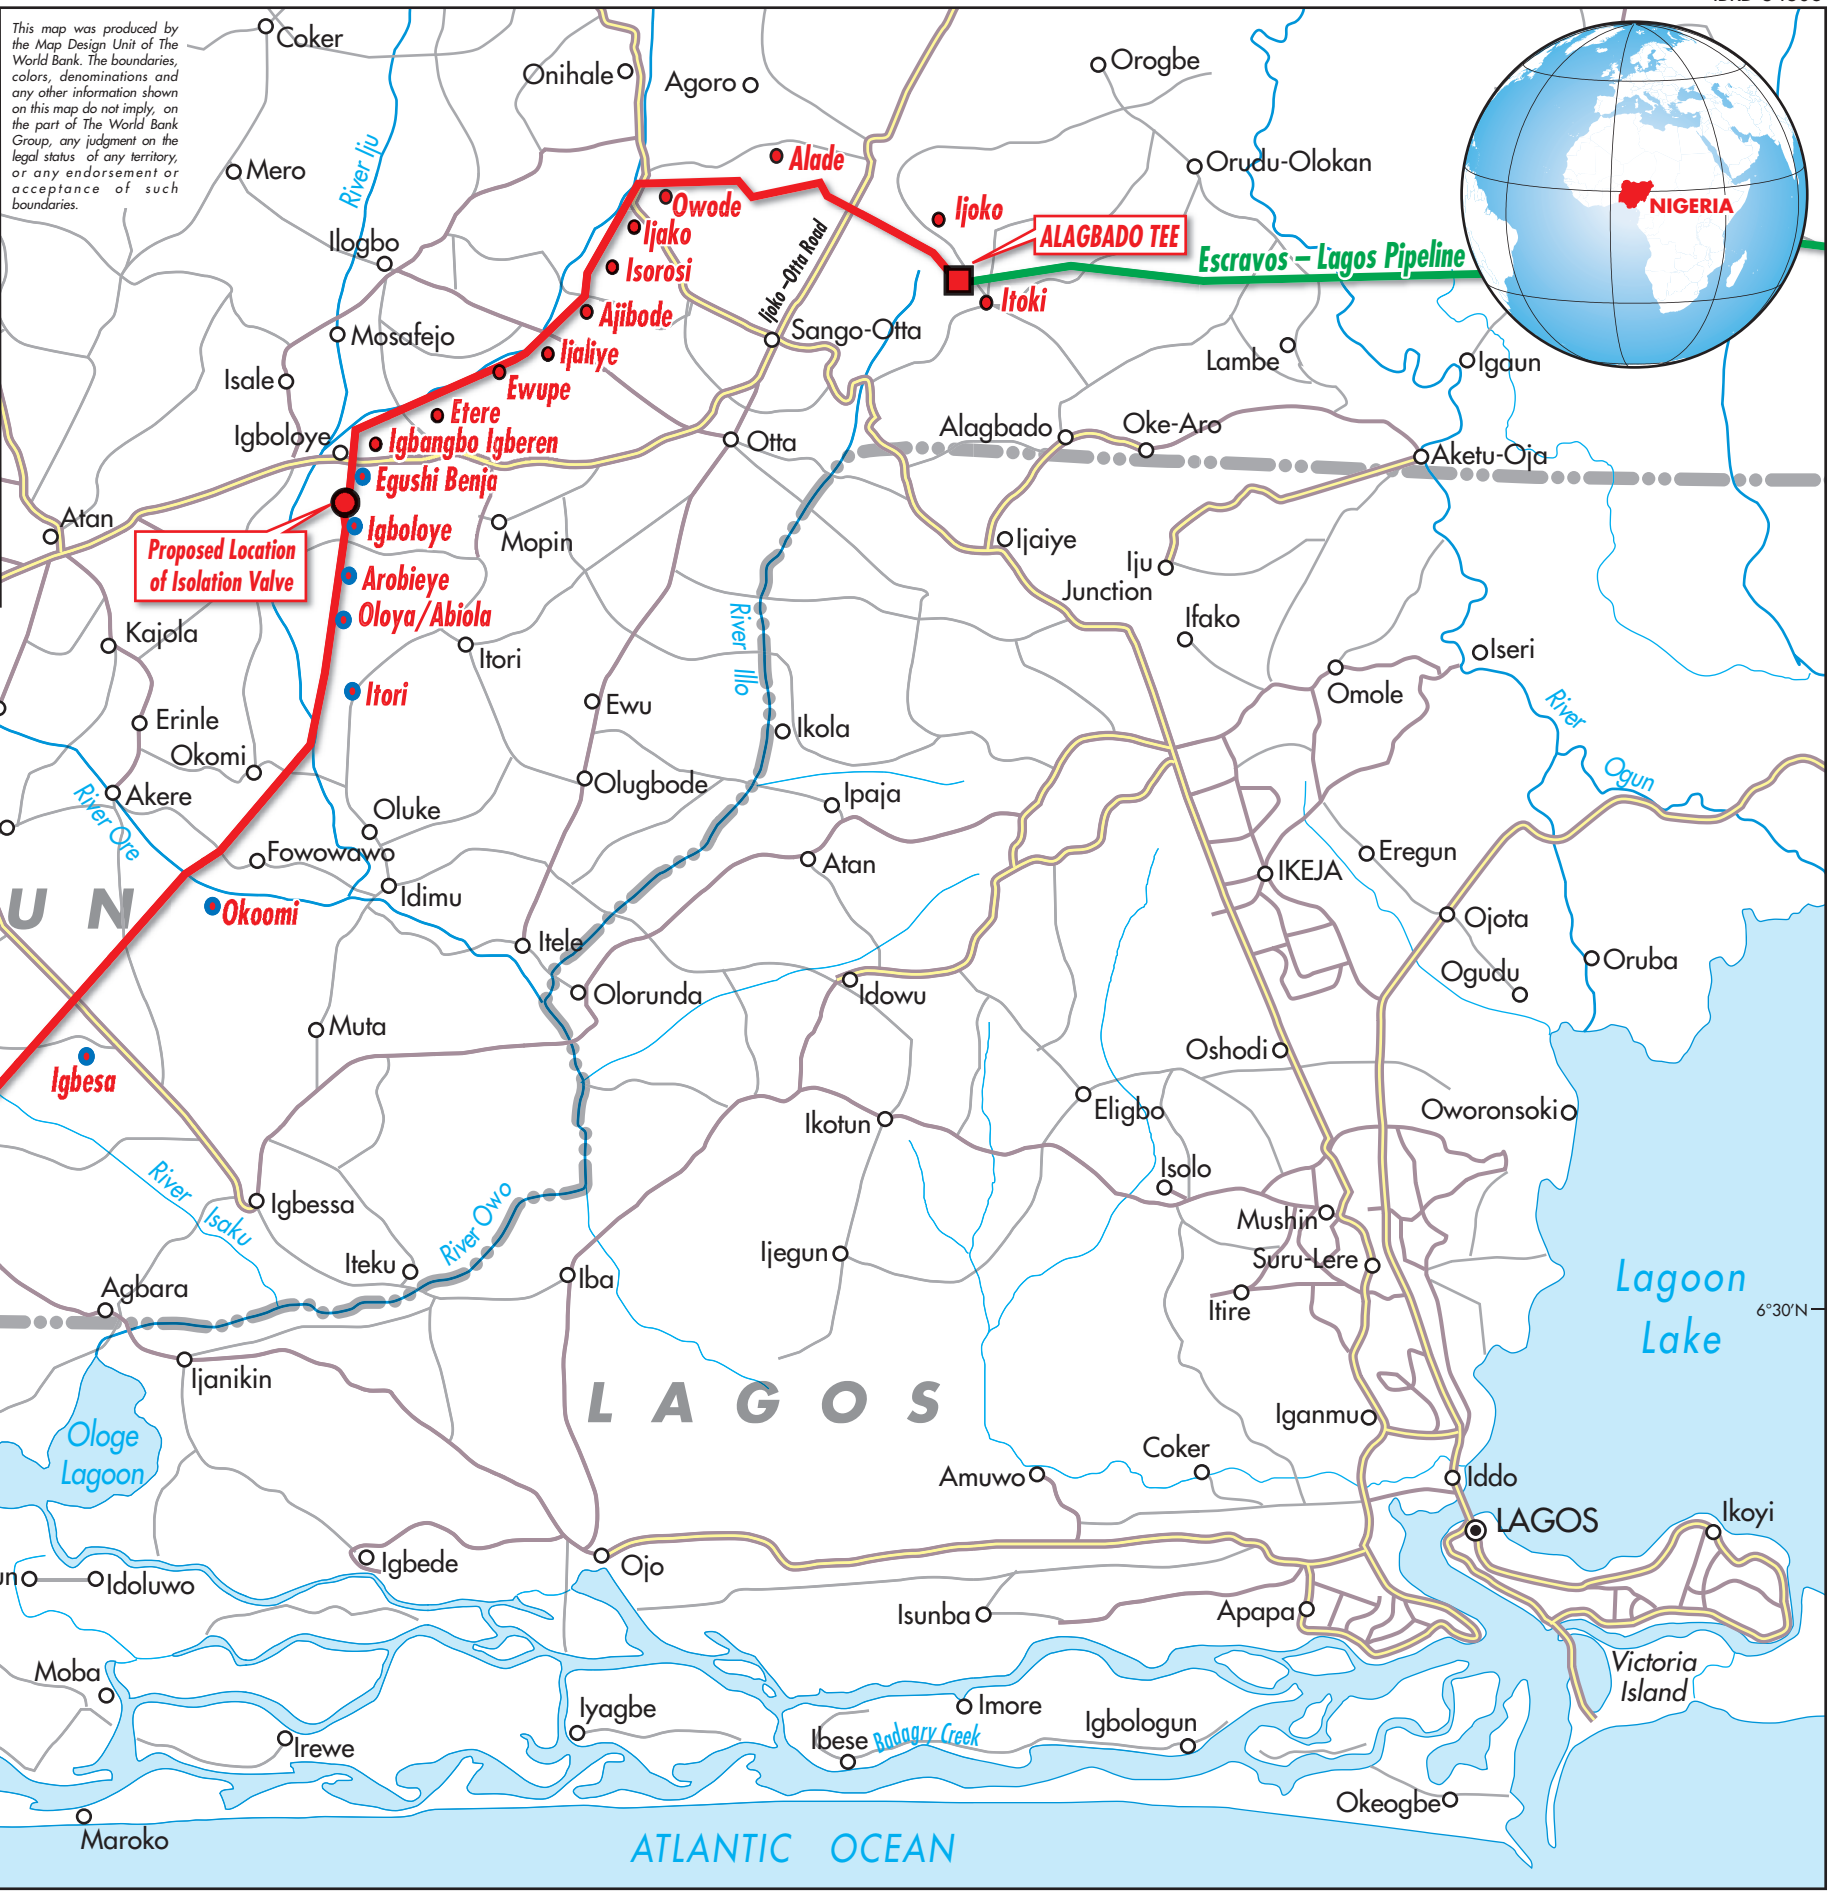 This map was produced by
the Map Design Unit of The
World Bank. The boundaries,
colors, denominations and
any other information shown
on this map do not imply, on
the part of The World Bank
Group, any judgment on the
legal status of any territory,
or any endorsement or
acceptance of such
boundaries.
Coker
Onihale
Agoro
Orogbe
Mero
River Iju
Alade
Orudu-Olokan
Owode
Ijoko
NIGERIA
Ijako
ALAGBADO TEE
Ilogbo
Isorosi
Ijoko–Otta Road
Escravos – Lagos Pipeline
Itoki
Ajibode
Mosafejo
Sango-Otta
Ijaliye
Lambe
Igaun
Isale
Ewupe
Etere
Igboloye
Igbangbo Igberen
Otta
Alagbado
Oke-Aro
Aketu-Oja
Egushi Benja
Atan
Igboloye
Mopin
Proposed Location
of Isolation Valve
Ijaiye
Iju
Junction
Arobieye
Oloya/Abiola
Kajola
Itori
River Illo
Ifako
Iseri
Itori
Omole
Erinle
Ewu
Ikola
River
Ogun
Okomi
Olugbode
Akere
River Ore
Oluke
Ipaja
Fowowawo
Atan
Eregun
IKEJA
Idimu
UN
Okoomi
Itele
Ojota
Ogudu
Oruba
Olorunda
Idowu
Muta
Oshodi
Igbesa
Eligbo
Oworonsoki
Ikotun
River
Isaku
Igbessa
River Owo
Isolo
Mushin
Iteku
Ijegun
Suru-Lere
Agbara
Iba
Itire
Lagoon
Lake
6°30'N
Ijanikin
LAGOS
Ologe
Lagoon
Iganmu
Coker
Amuwo
Iddo
LAGOS
Ikoyi
Igbede
Ojo
Idoluwo
Isunba
Apapa
Victoria
Island
Moba
Iyagbe
Imore
Ibese
Badagry Creek
Igbologun
Irewe
Okeogbe
Maroko
ATLANTIC OCEAN